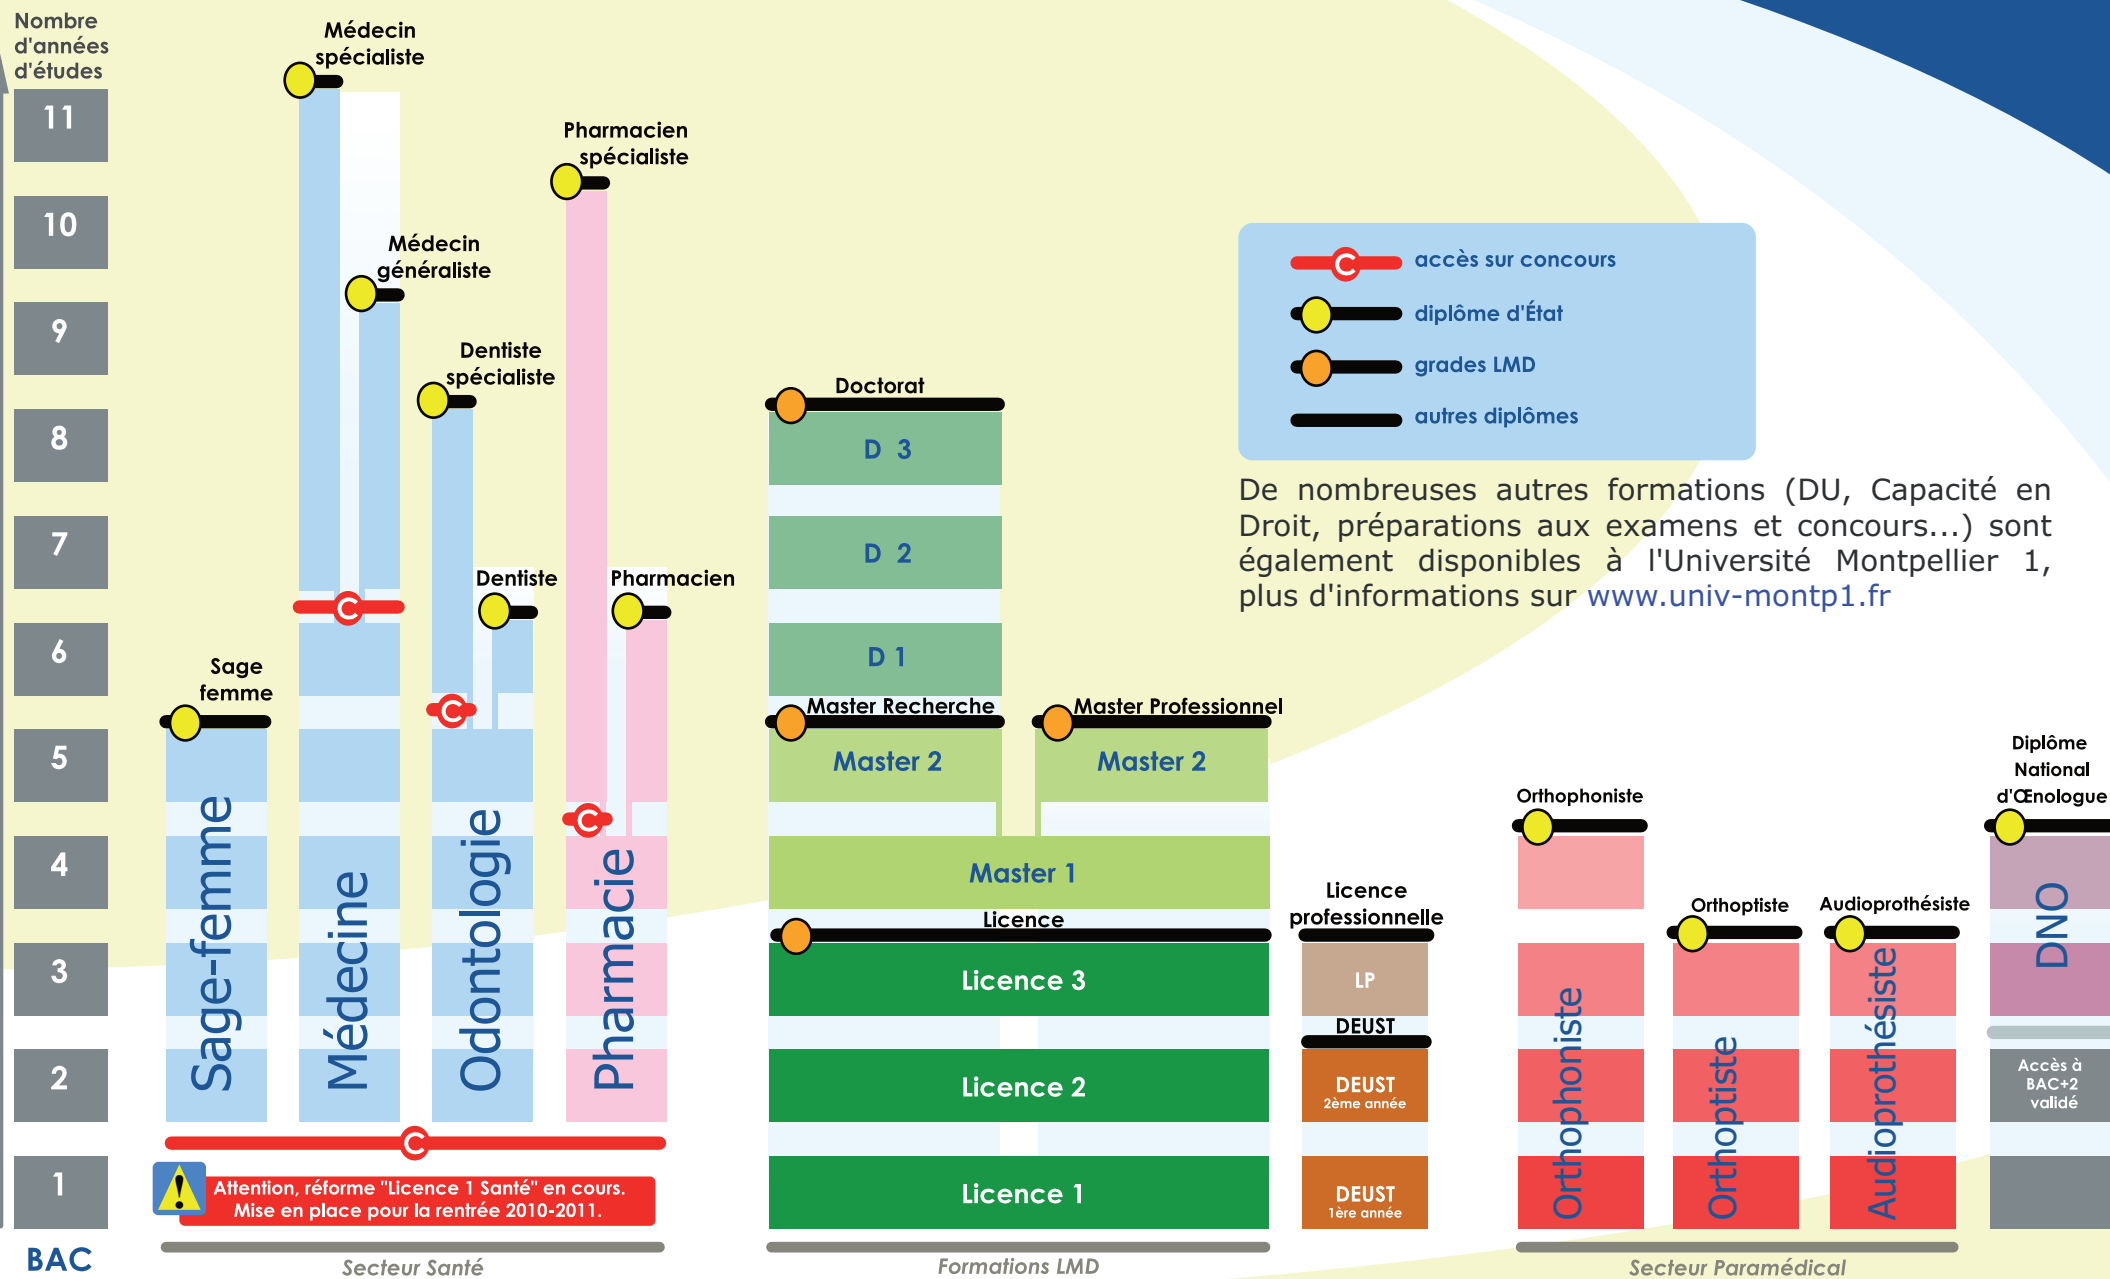 Nombre
d'années
d'études
11
10
9
8
7
6
5
4
3
2
1
BAC
Médecin
spécialiste
Médecin
généraliste
Pharmacien
spécialiste
Dentiste
spécialiste
Dentiste
Pharmacien
Sage
femme
C
C
C
C
Sage-femme
Médecine
Odontologie
Pharmacie
Attention, réforme "Licence 1 Santé" en cours.
Mise en place pour la rentrée 2010-2011.
Secteur Santé
Doctorat
D 3
D 2
D 1
Master Recherche
Master Professionnel
Master 2
Master 2
Master 1
Licence
Licence 3
Licence 2
Licence 1
Formations LMD
Licence
professionnelle
LP
DEUST
DEUST
2ème année
DEUST
1ère année
C
accès sur concours
diplôme d'État
grades LMD
autres diplômes
De nombreuses autres formations (DU, Capacité en
Droit, préparations aux examens et concours...) sont
également disponibles à l'Université Montpellier 1,
plus d'informations sur www.univ-montp1.fr
Orthophoniste
Orthoptiste
Audioprothésiste
Orthophoniste
Orthoptiste
Audioprothésiste
Secteur Paramédical
Diplôme
National
d'Œnologue
DNO
Accès à
BAC+2
validé